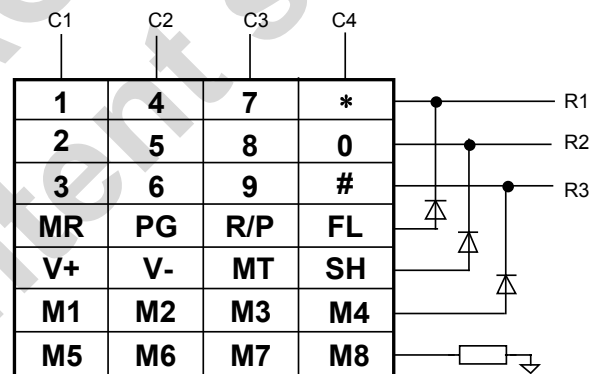 C1 C2 C3 C4
1 4 7 * R1
2 5 8 0 R2
3 6 9 # R3
MR PG R/P FL
V+ V- MT SH
M1 M2 M3 M4
M5 M6 M7 M8